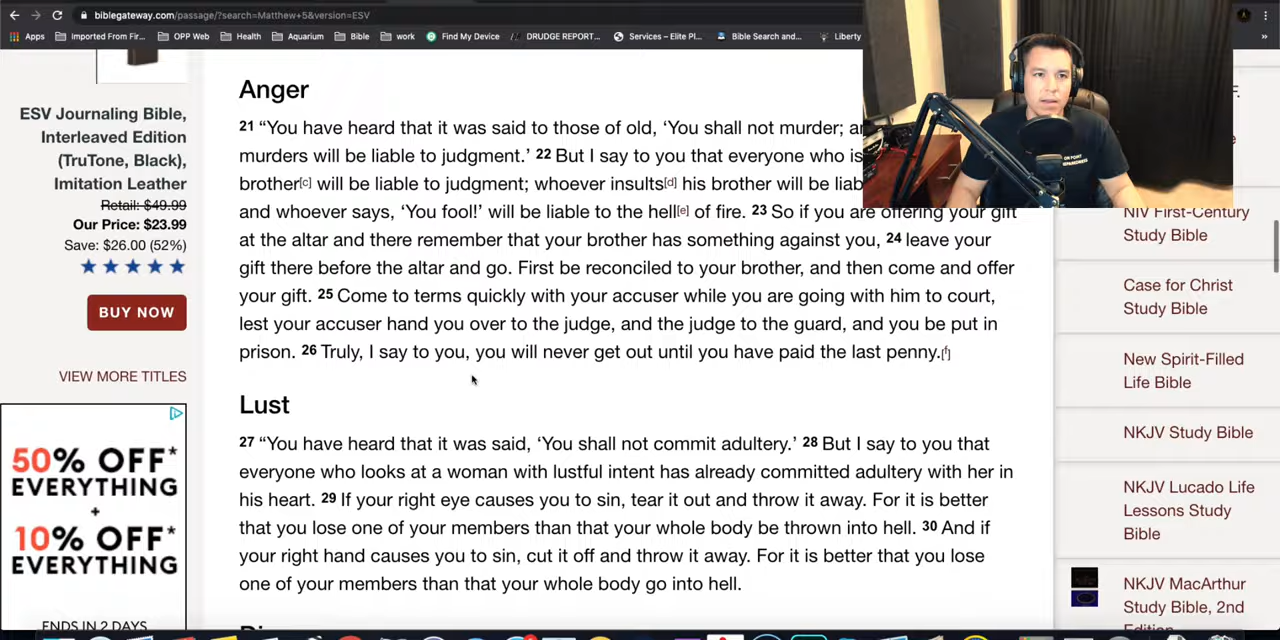 biblegateway.com/passage/?search=Matthew+5&version=ESV
Apps Imported From Fir... OPP Web Health Aquarium Bible work Find My Device DRUDGE REPORT... Services – Elite Pl... Bible Search and... Liberty »
ESV Journaling Bible,
Interleaved Edition
(TruTone, Black),
Imitation Leather
Retail: $49.99
Our Price: $23.99
Save: $26.00 (52%)
BUY NOW
VIEW MORE TITLES
50% OFF*
EVERYTHING
+
10% OFF*
EVERYTHING
ENDS IN 2 DAYS
Anger
21 “You have heard that it was said to those of old, ‘You shall not murder;
murders will be liable to judgment.’ 22 But I say to you that everyone who is
brother[c] will be liable to judgment; whoever insults[d] his brother will be
and whoever says, ‘You fool!’ will be liable to the hell[e] of fire. 23 So if you are offering your gift
at the altar and there remember that your brother has something against you, 24 leave your
gift there before the altar and go. First be reconciled to your brother, and then come and offer
your gift. 25 Come to terms quickly with your accuser while you are going with him to court,
lest your accuser hand you over to the judge, and the judge to the guard, and you be put in
prison. 26 Truly, I say to you, you will never get out until you have paid the last penny.[f]
Lust
27 “You have heard that it was said, ‘You shall not commit adultery.’ 28 But I say to you that
everyone who looks at a woman with lustful intent has already committed adultery with her in
his heart. 29 If your right eye causes you to sin, tear it out and throw it away. For it is better
that you lose one of your members than that your whole body be thrown into hell. 30 And if
your right hand causes you to sin, cut it off and throw it away. For it is better that you lose
one of your members than that your whole body go into hell.
NIV First-Century
Study Bible
Case for Christ
Study Bible
New Spirit-Filled
Life Bible
NKJV Study Bible
NKJV Lucado Life
Lessons Study
Bible
NKJV MacArthur
Study Bible, 2nd
Edition